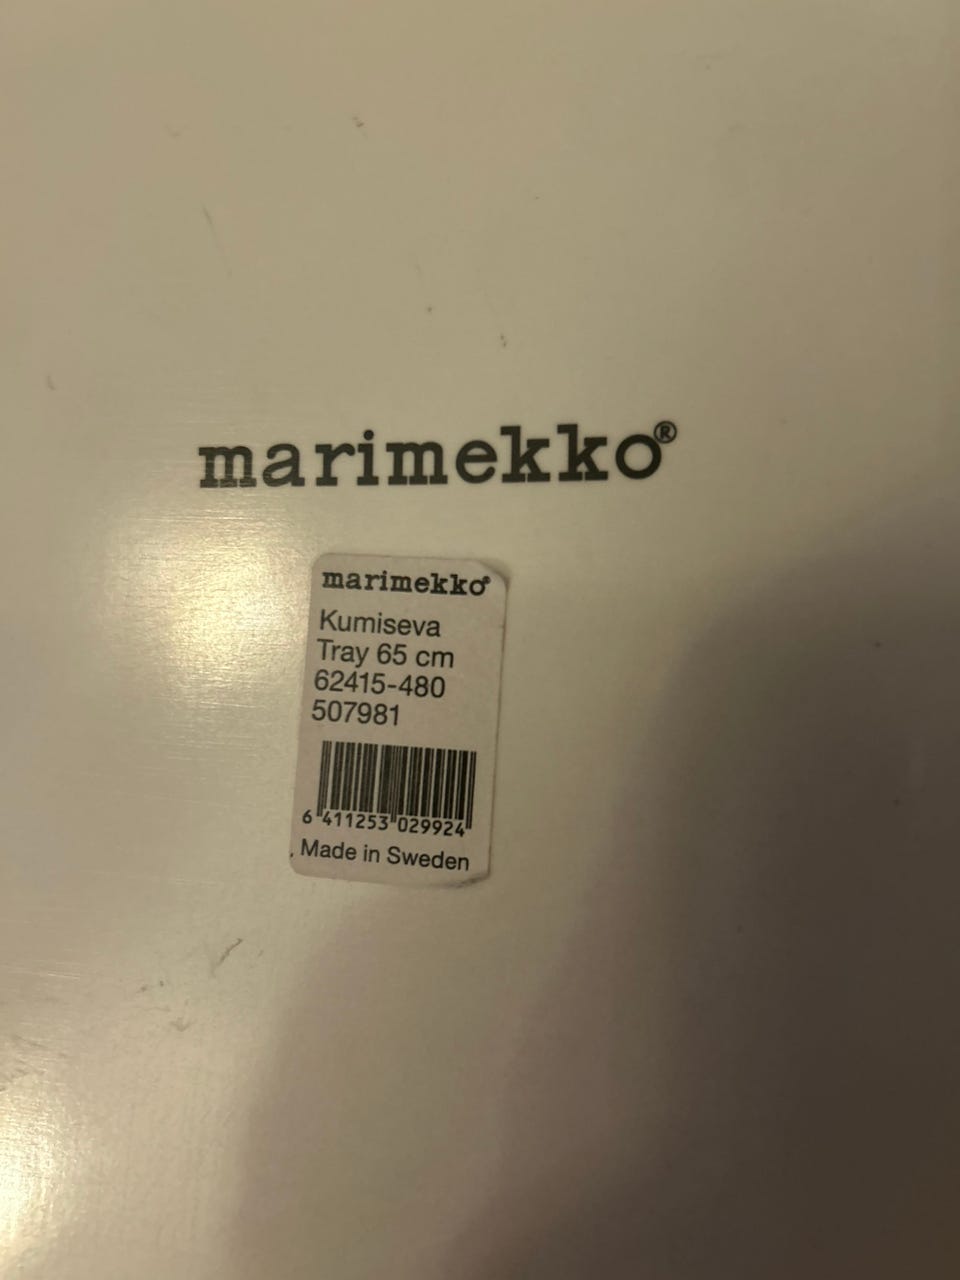 marimekko®
marimekko®
Kumiseva
Tray 65 cm
62415-480
507981
6 411253 029924
Made in Sweden